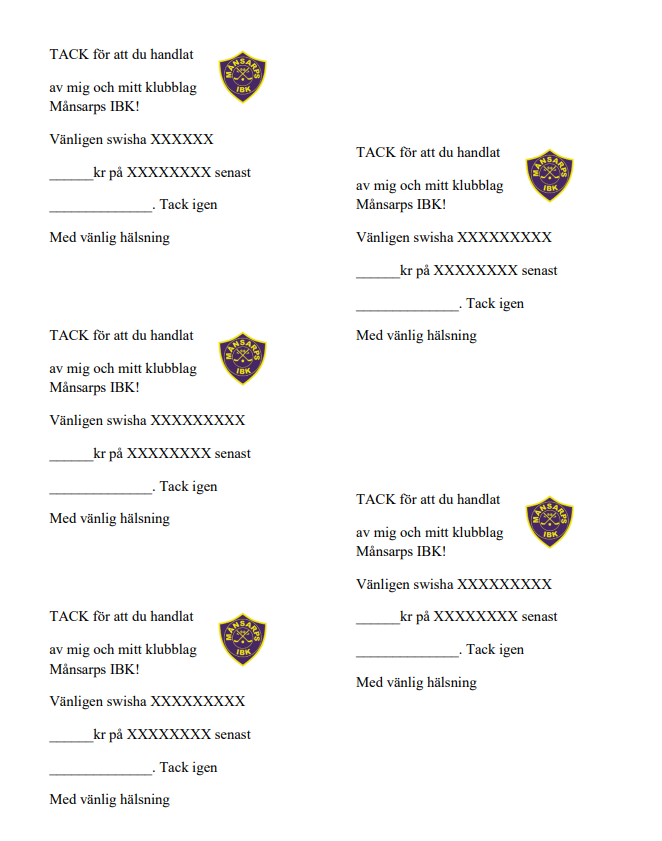 TACK för att du handlat
MÅNSARPS
IBK
av mig och mitt klubblag
Månsarps IBK!
Vänligen swisha XXXXXX
______kr på XXXXXXXX senast
______________. Tack igen
Med vänlig hälsning
TACK för att du handlat
MÅNSARPS
IBK
av mig och mitt klubblag
Månsarps IBK!
Vänligen swisha XXXXXXXXX
______kr på XXXXXXXX senast
______________. Tack igen
Med vänlig hälsning
TACK för att du handlat
MÅNSARPS
IBK
av mig och mitt klubblag
Månsarps IBK!
Vänligen swisha XXXXXXXXX
______kr på XXXXXXXX senast
______________. Tack igen
Med vänlig hälsning
TACK för att du handlat
MÅNSARPS
IBK
av mig och mitt klubblag
Månsarps IBK!
Vänligen swisha XXXXXXXXX
______kr på XXXXXXXX senast
______________. Tack igen
Med vänlig hälsning
TACK för att du handlat
MÅNSARPS
IBK
av mig och mitt klubblag
Månsarps IBK!
Vänligen swisha XXXXXXXXX
______kr på XXXXXXXX senast
______________. Tack igen
Med vänlig hälsning